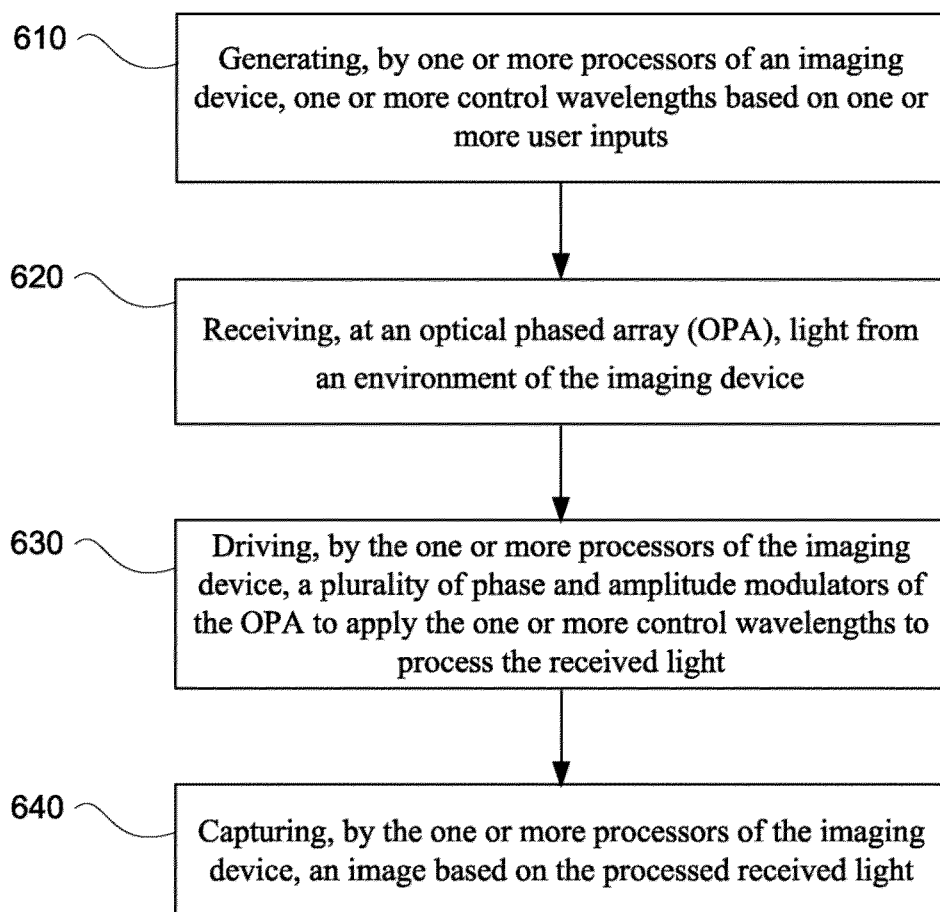 610
Generating, by one or more processors of an imaging
device, one or more control wavelengths based on one or
more user inputs
620
Receiving, at an optical phased array (OPA), light from
an environment of the imaging device
630
Driving, by the one or more processors of the imaging
device, a plurality of phase and amplitude modulators of
the OPA to apply the one or more control wavelengths to
process the received light
640
Capturing, by the one or more processors of the imaging
device, an image based on the processed received light